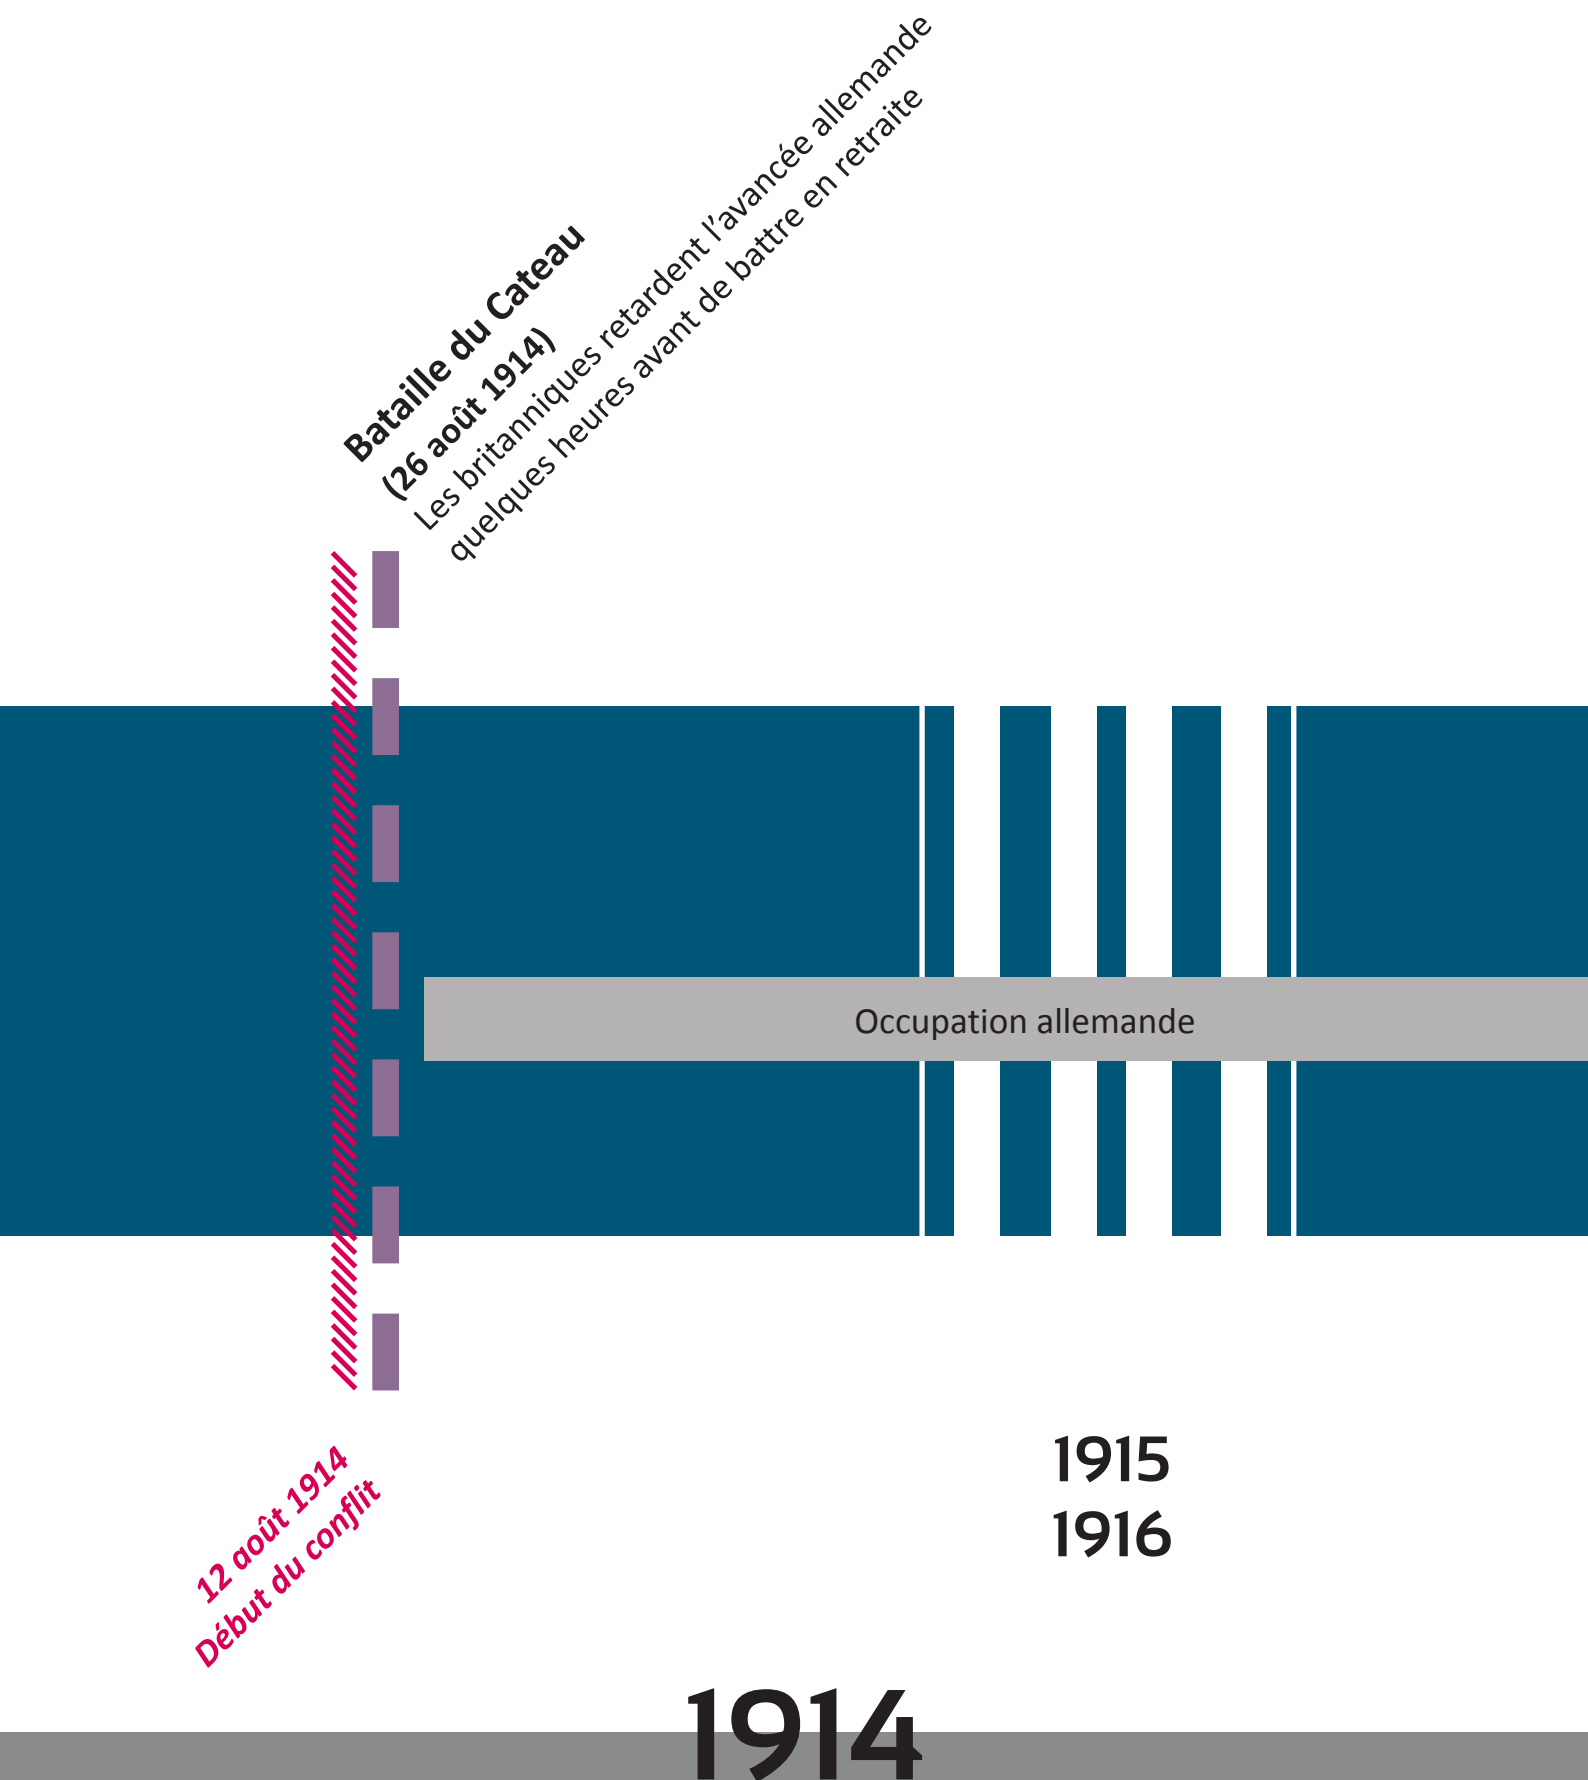 Bataille du Cateau
(26 août 1914)
Les britanniques retardent l'avancée allemande
quelques heures avant de battre en retraite
Occupation allemande
1915
1916
12 août 1914
Début du conflit
1914